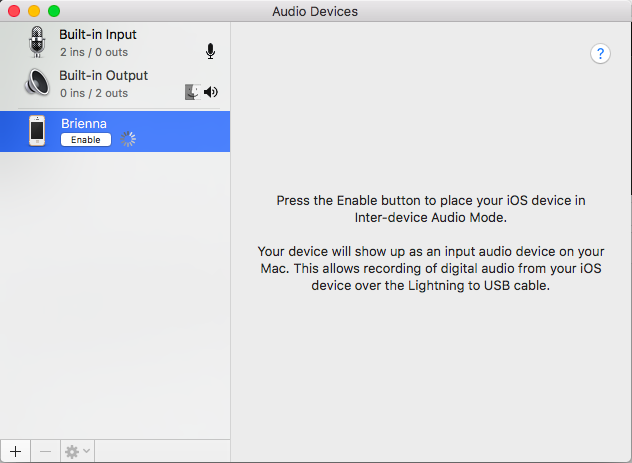 Audio Devices
Built-in Input
2 ins / 0 outs
Built-in Output
0 ins / 2 outs
Brienna
Enable
?
Press the Enable button to place your iOS device in
Inter-device Audio Mode.
Your device will show up as an input audio device on your
Mac. This allows recording of digital audio from your iOS
device over the Lightning to USB cable.